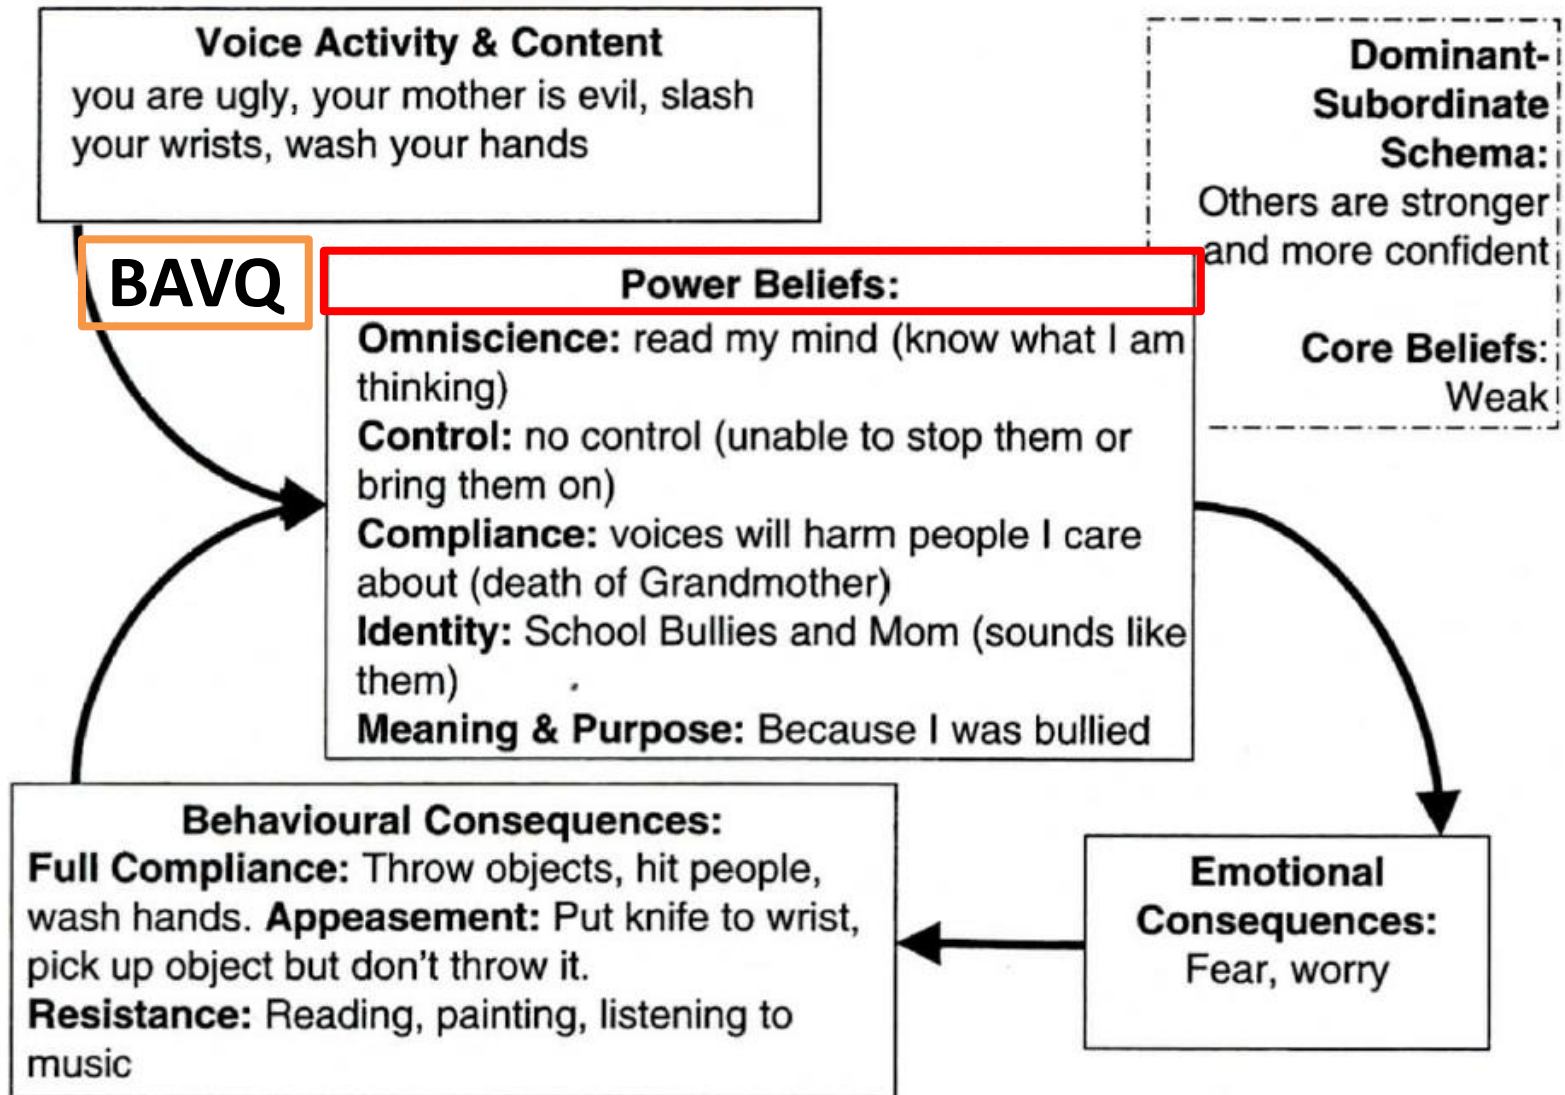 Voice Activity & Content
you are ugly, your mother is evil, slash
your wrists, wash your hands
Dominant-
Subordinate
Schema:
Others are stronger
and more confident
Core Beliefs:
Weak
BAVQ
Power Beliefs:
Omniscience: read my mind (know what I am
thinking)
Control: no control (unable to stop them or
bring them on)
Compliance: voices will harm people I care
about (death of Grandmother)
Identity: School Bullies and Mom (sounds like
them)
Meaning & Purpose: Because I was bullied
Behavioural Consequences:
Full Compliance: Throw objects, hit people,
wash hands. Appeasement: Put knife to wrist,
pick up object but don't throw it.
Resistance: Reading, painting, listening to
music
Emotional
Consequences:
Fear, worry